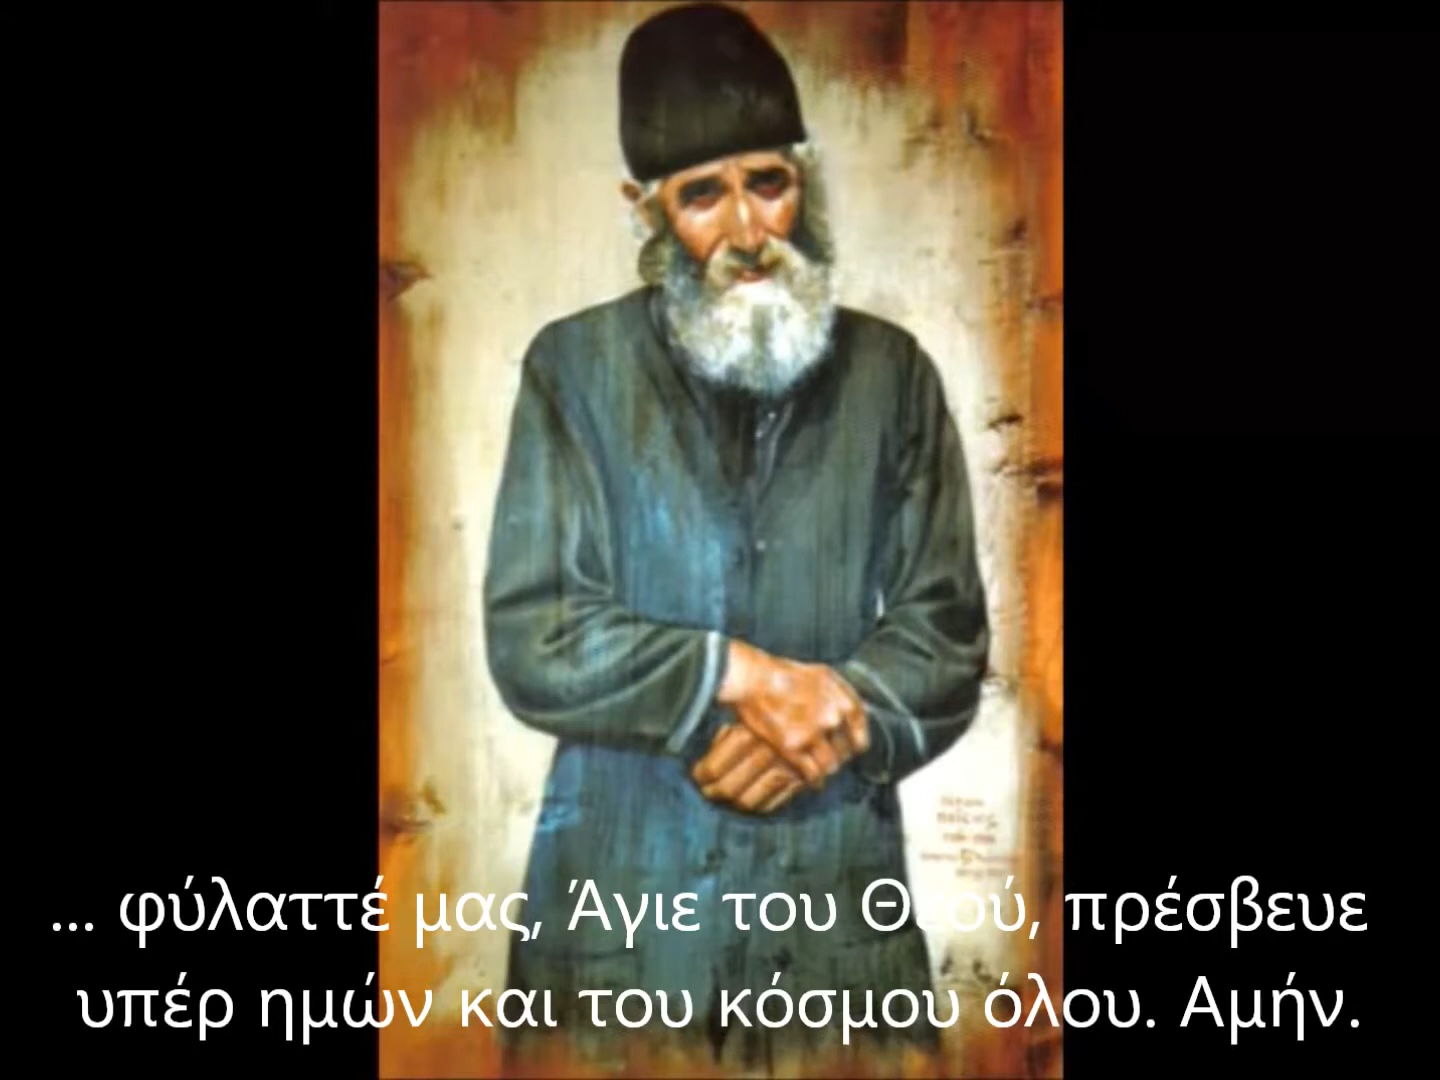 ... φύλαττέ μας, Άγιε του Θεού, πρέσβευε
υπέρ ημών και του κόσμου όλου. Αμήν.